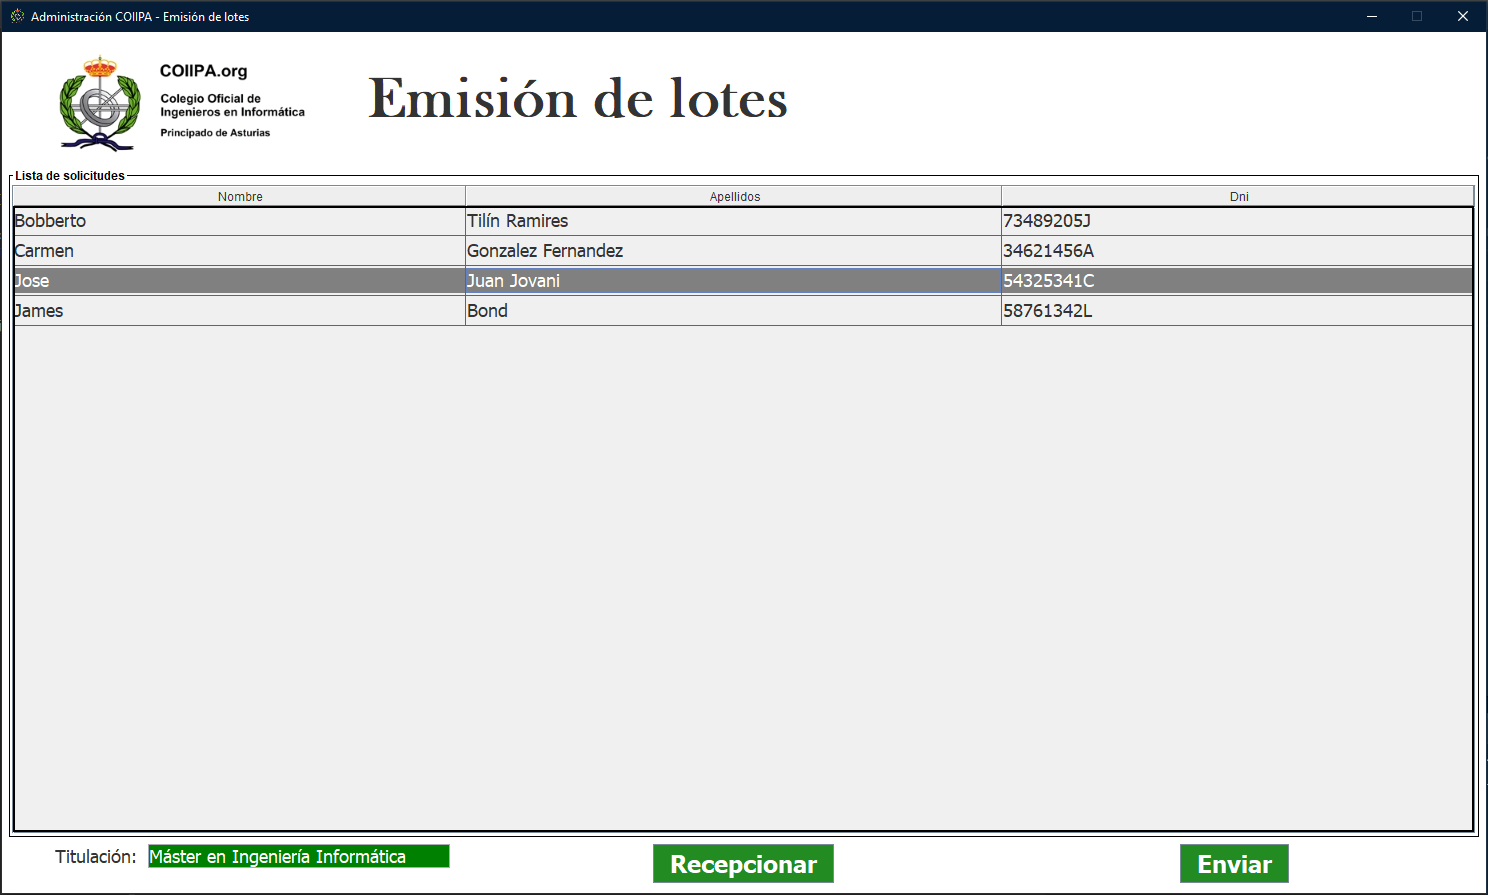 Administración COIIPA - Emisión de lotes
COIIPA.org
Colegio Oficial de
Ingenieros en Informática
Principado de Asturias
Emisión de lotes
Lista de solicitudes
Nombre Apellidos Dni
Bobberto Tilín Ramires 73489205J
Carmen Gonzalez Fernandez 34621456A
Jose Juan Jovani 54325341C
James Bond 58761342L
Titulación: Máster en Ingeniería Informática Recepcionar Enviar